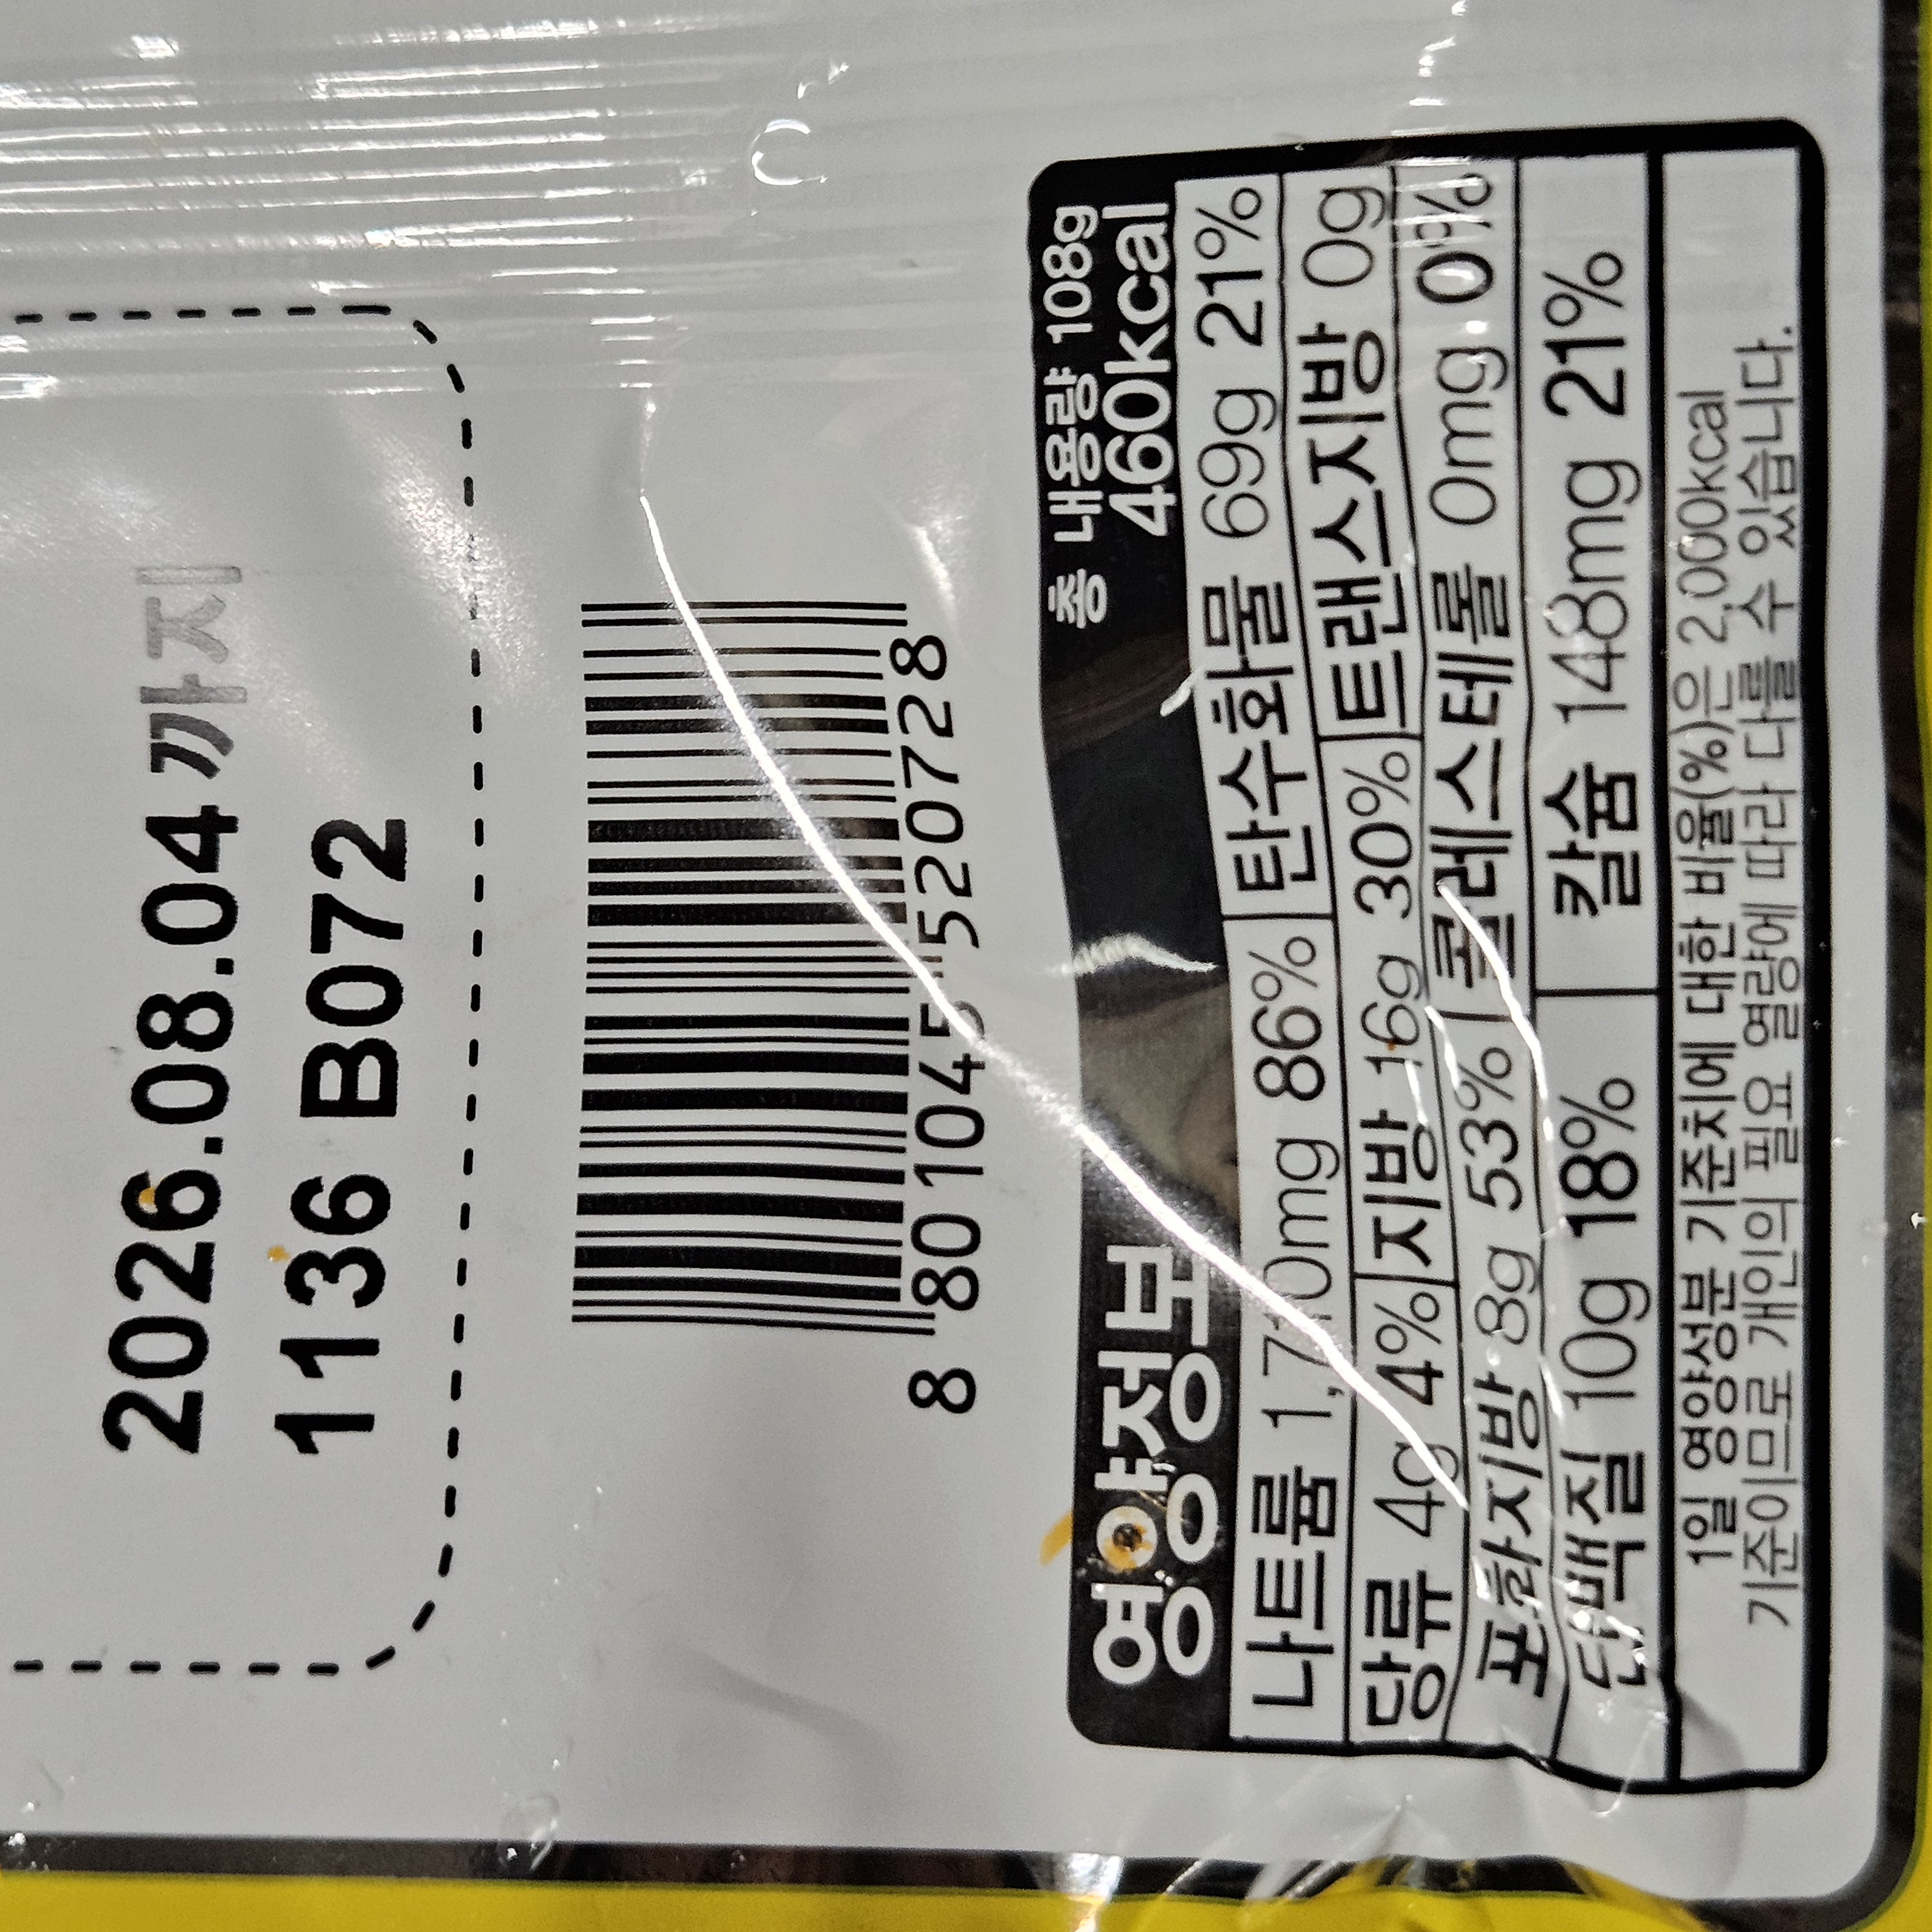 2026.08.04 까지
1136 B072
8 801045 520728
영양정보
총 내용량 108g
460kcal
나트륨 1,710mg 86% 탄수화물 69g 21%
당류 4g 4% 지방 16g 30% 트랜스지방 0g
포화지방 8g 53% 콜레스테롤 0mg 0%
단백질 10g 18% 칼슘 148mg 21%
1일 영양성분 기준치에 대한 비율(%)은 2,000kcal
기준이므로 개인의 필요 열량에 따라 다를 수 있습니다.